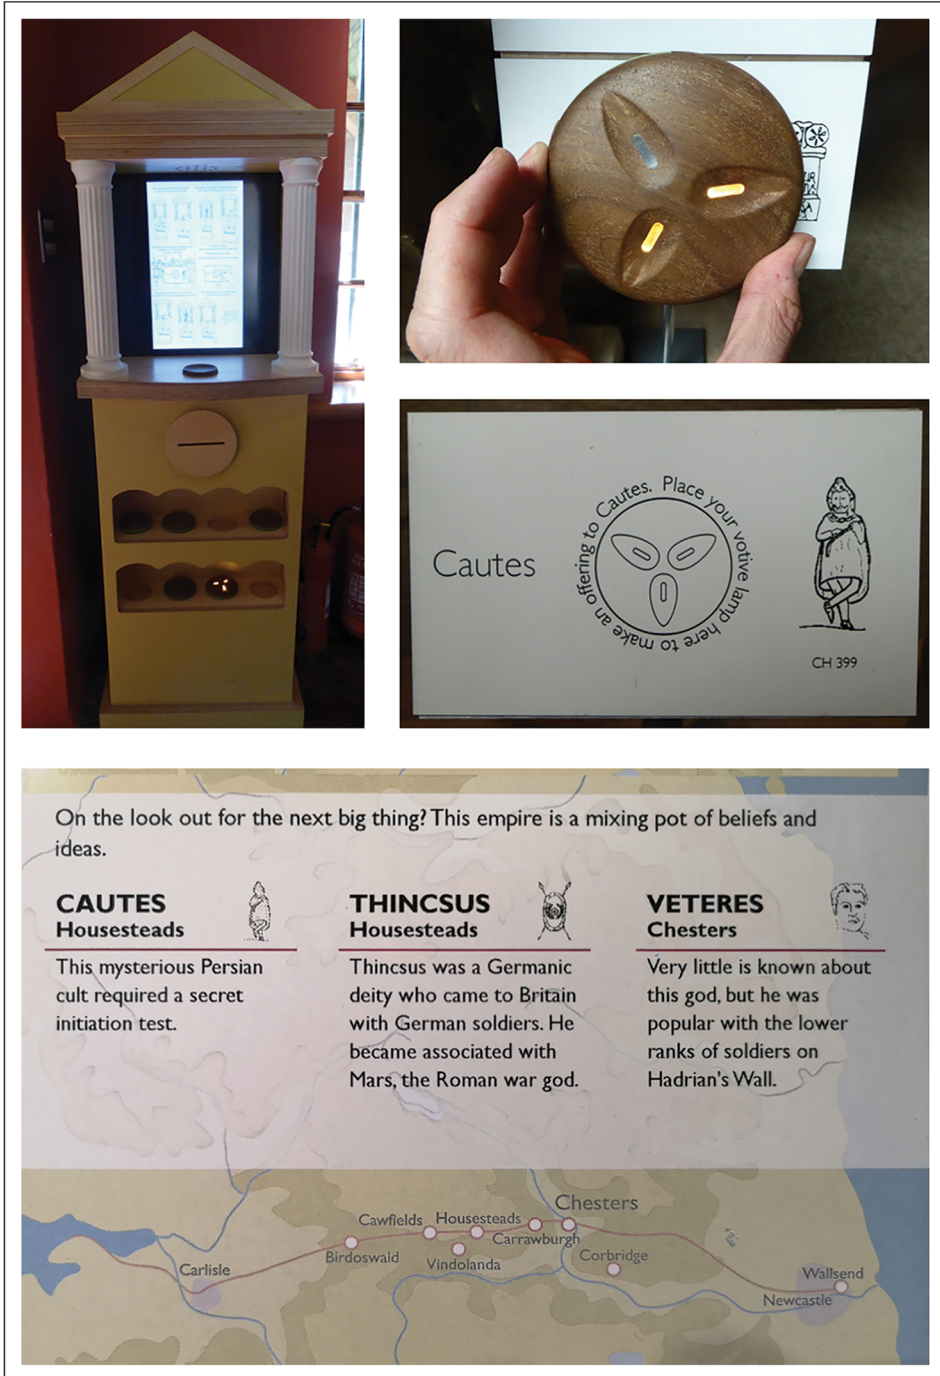 Cautes
Place your votive lamp here to make an offering to Cautes.
CH 399
On the look out for the next big thing? This empire is a mixing pot of beliefs and
ideas.
CAUTES
Housesteads
This mysterious Persian
cult required a secret
initiation test.
THINCSUS
Housesteads
Thincsus was a Germanic
deity who came to Britain
with German soldiers. He
became associated with
Mars, the Roman war god.
VETERES
Chesters
Very little is known about
this god, but he was
popular with the lower
ranks of soldiers on
Hadrian's Wall.
Chesters
Cawfields
Housesteads
Carrawburgh
Birdoswald
Vindolanda
Corbridge
Carlisle
Wallsend
Newcastle